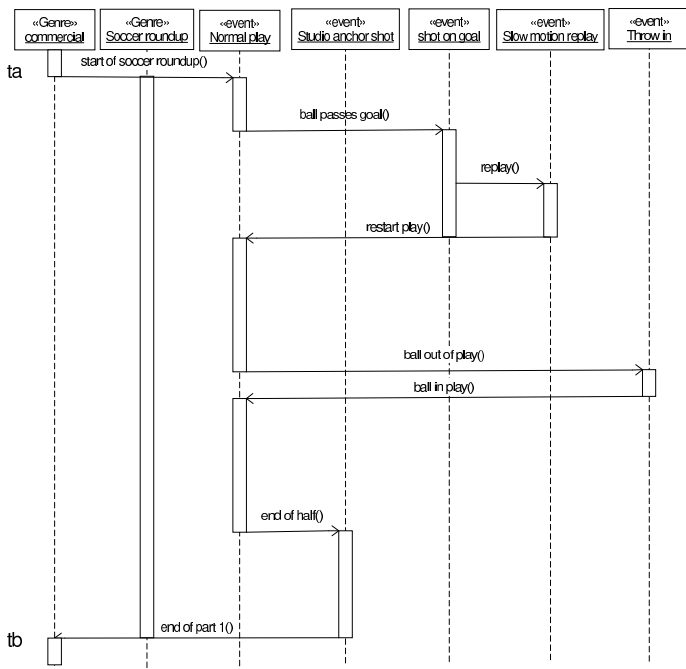 «Genre» «Genre» «event» «event» «event» «event» «event»
commercial Soccer roundup Normal play Studio anchor shot shot on goal Slow motion replay Throw in
ta
start of soccer roundup()
ball passes goal()
replay()
restart play()
ball out of play()
ball in play()
end of half()
end of part 1()
tb